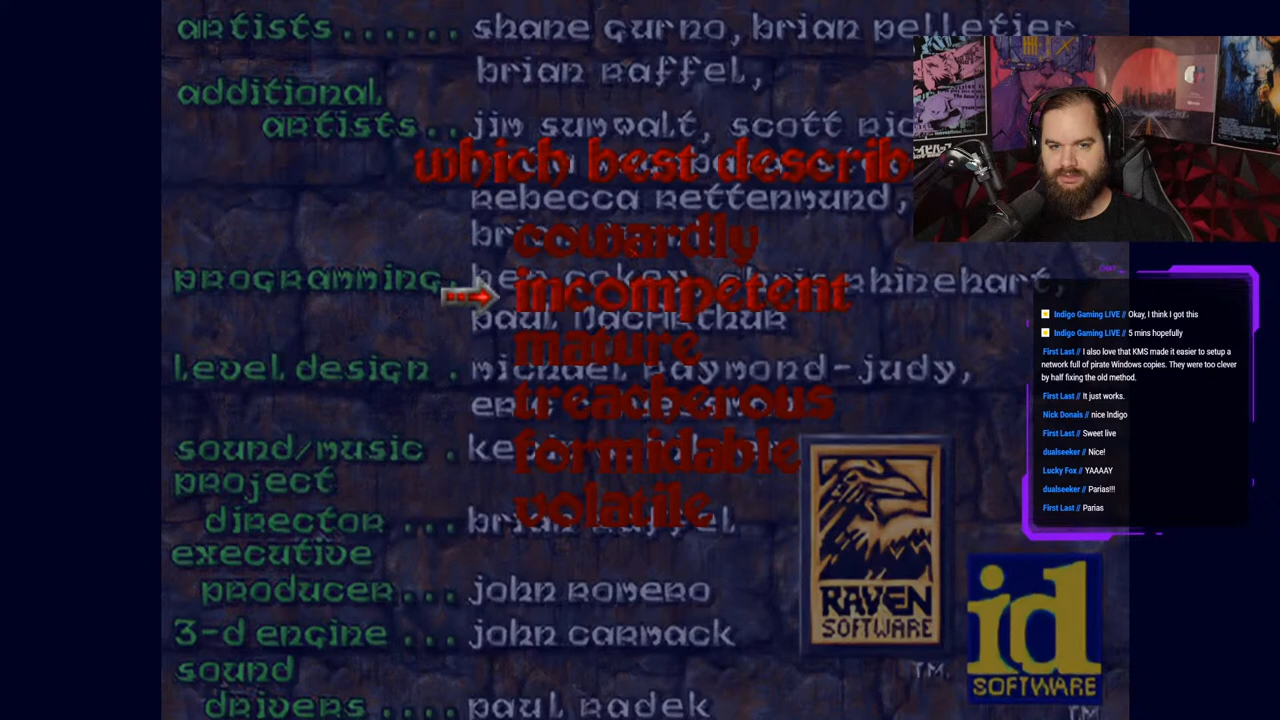 artists...... shane gurno, brian pelletier
brian raffel,
additional
artists.. jim sumwalt, scott
which best describ
rebecca rettenmund,
cowardly
programming. ben gokey, chris rhinehart,
incompetent
paul MacArthur
mature
level design . michael raymond-judy,
treacherous
sound/music .
formidable
project
director ... brian raffel
volatile
executive
producer... john romero
3-d engine ... john carmack
sound
drivers .... paul radek
RAVEN
SOFTWARE
TM.
id
SOFTWARE
TM
CHAT
Indigo Gaming LIVE // Okay, I think I got this
Indigo Gaming LIVE // 5 mins hopefully
First Last // I also love that KMS made it easier to setup a
network full of pirate Windows copies. They were too clever
by half fixing the old method.
First Last // It just works.
Nick Donais // nice Indigo
First Last // Sweet live
dualseeker // Nice!
Lucky Fox // YAAAAY
dualseeker // Parias!!!
First Last // Parias